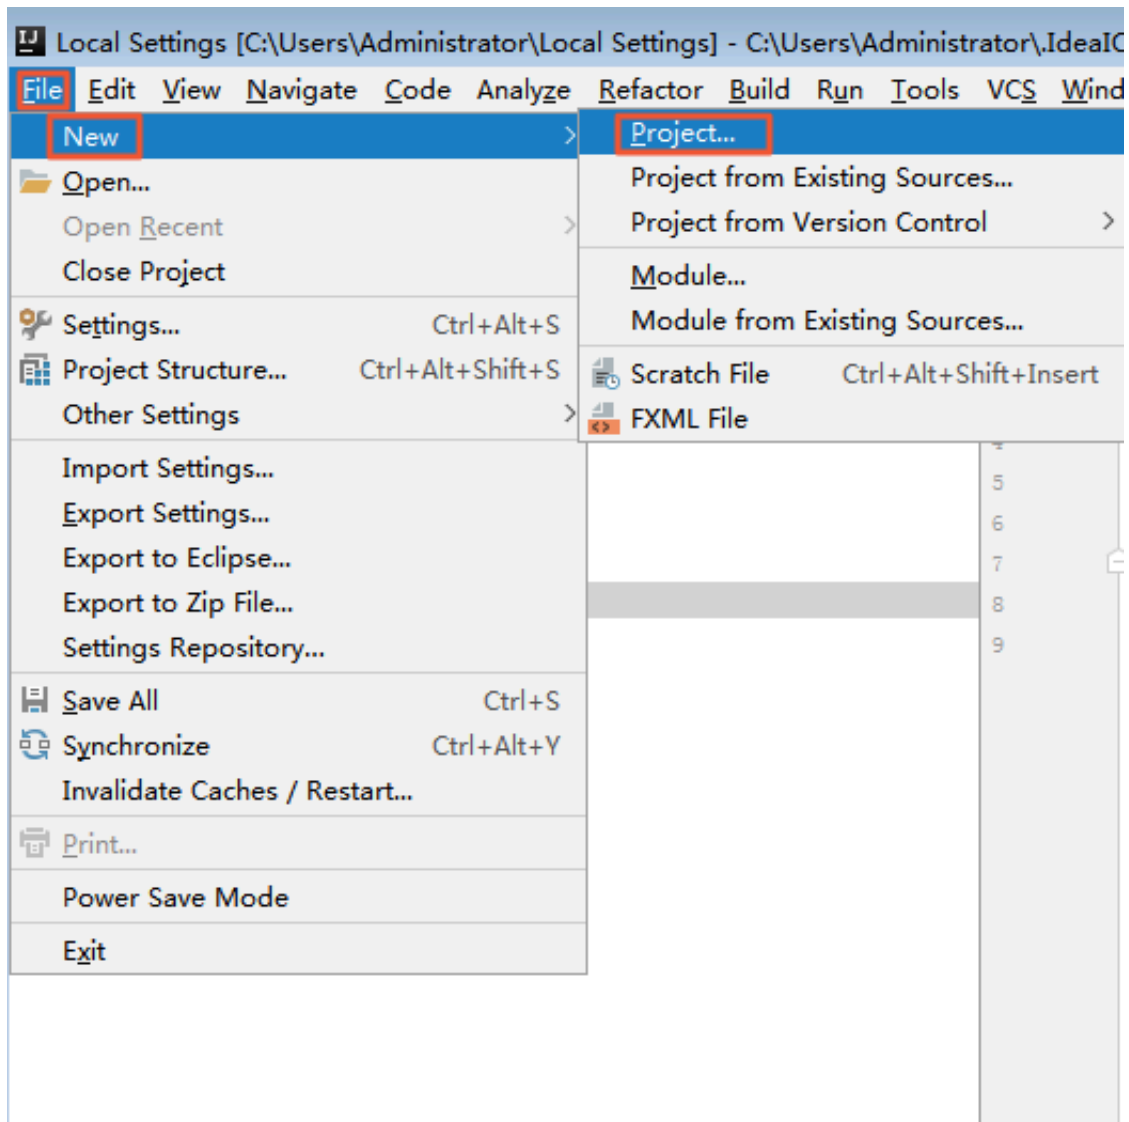 IJ Local Settings [C:\Users\Administrator\Local Settings] - C:\Users\Administrator\.IdeaIC
File Edit View Navigate Code Analyze Refactor Build Run Tools VCS Wind
New
Open...
Open Recent
Close Project
Settings... Ctrl+Alt+S
Project Structure... Ctrl+Alt+Shift+S
Other Settings
Import Settings...
Export Settings...
Export to Eclipse...
Export to Zip File...
Settings Repository...
Save All Ctrl+S
Synchronize Ctrl+Alt+Y
Invalidate Caches / Restart...
Print...
Power Save Mode
Exit
Project...
Project from Existing Sources...
Project from Version Control
Module...
Module from Existing Sources...
Scratch File Ctrl+Alt+Shift+Insert
FXML File
5
6
7
8
9